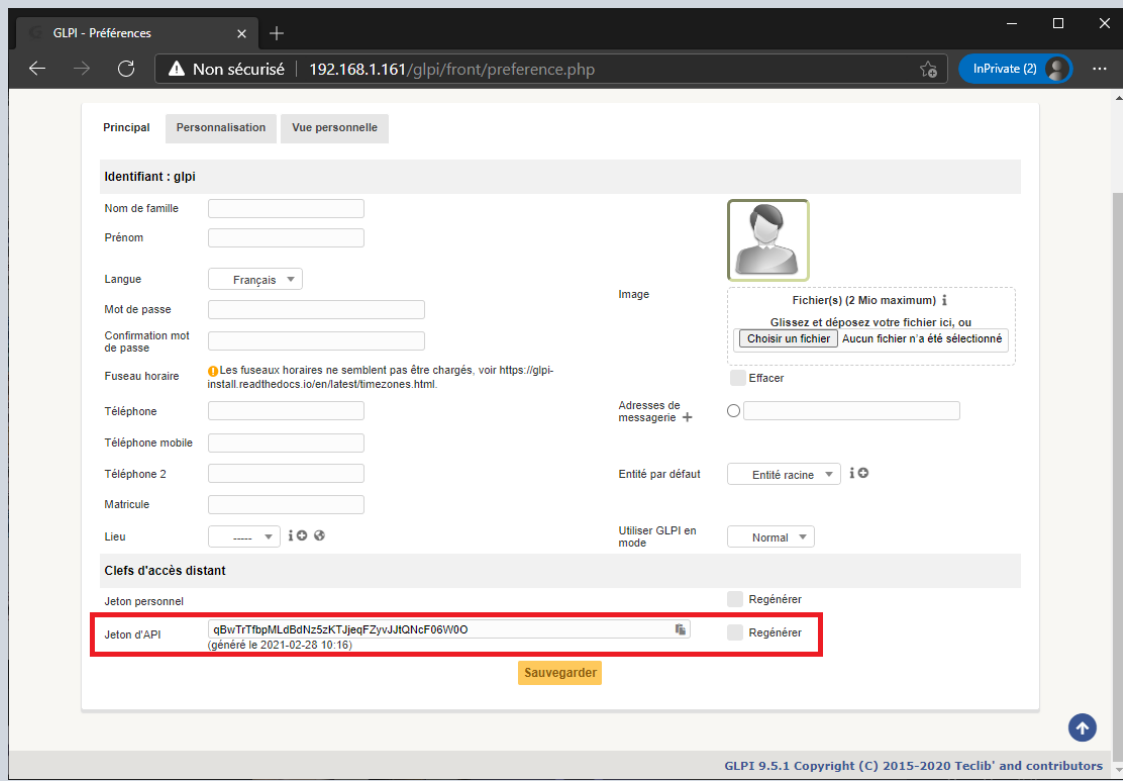 GLPI - Préférences
Non sécurisé | 192.168.1.161/glpi/front/preference.php
InPrivate (2)
Principal Personnalisation Vue personnelle
Identifiant : glpi
Nom de famille
Prénom
Langue Français
Mot de passe
Confirmation mot
de passe
Fuseau horaire Les fuseaux horaires ne semblent pas être chargés, voir https://glpi-
install.readthedocs.io/en/latest/timezones.html.
Image
Fichier(s) (2 Mio maximum)
Glissez et déposez votre fichier ici, ou
Choisir un fichier Aucun fichier n'a été sélectionné
Effacer
Téléphone
Adresses de
messagerie +
Téléphone mobile
Téléphone 2
Entité par défaut Entité racine
Matricule
Lieu -----
Utiliser GLPI en
mode Normal
Clefs d'accès distant
Jeton personnel Regénérer
Jeton d'API qBwTrTfbpMLdBdNz5zKTJjeqFZyvJJtQNcF06W0O Regénérer
(généré le 2021-02-28 10:16)
Sauvegarder
GLPI 9.5.1 Copyright (C) 2015-2020 Teclib' and contributors